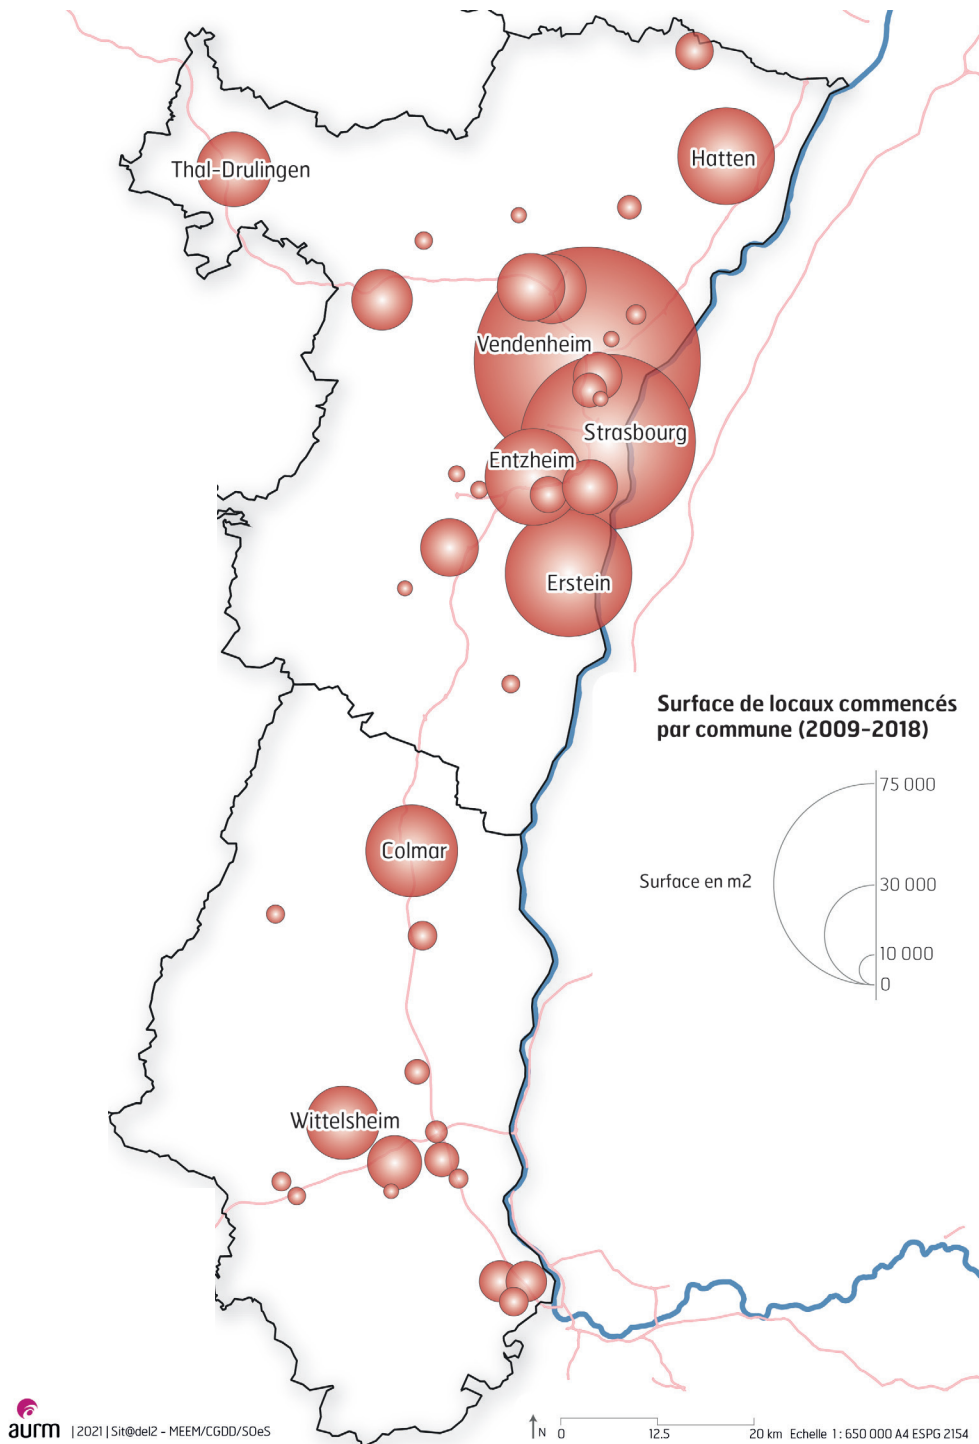 Thal-Drulingen
Hatten
Vendenheim
Strasbourg
Entzheim
Erstein
Surface de locaux commencés
par commune (2009-2018)
75 000
Surface en m2
30 000
10 000
0
Colmar
Wittelsheim
aurm | 2021 | Sit@del2 - MEEM/CGDD/SOeS
N 0 12.5 20 km Echelle 1 : 650 000 A4 ESPG 2154